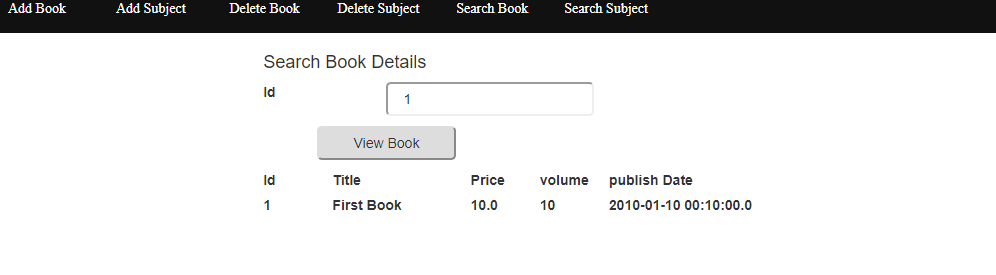 Add Book Add Subject Delete Book Delete Subject Search Book Search Subject
Search Book Details
Id 1
View Book
Id Title Price volume publish Date
1 First Book 10.0 10 2010-01-10 00:10:00.0